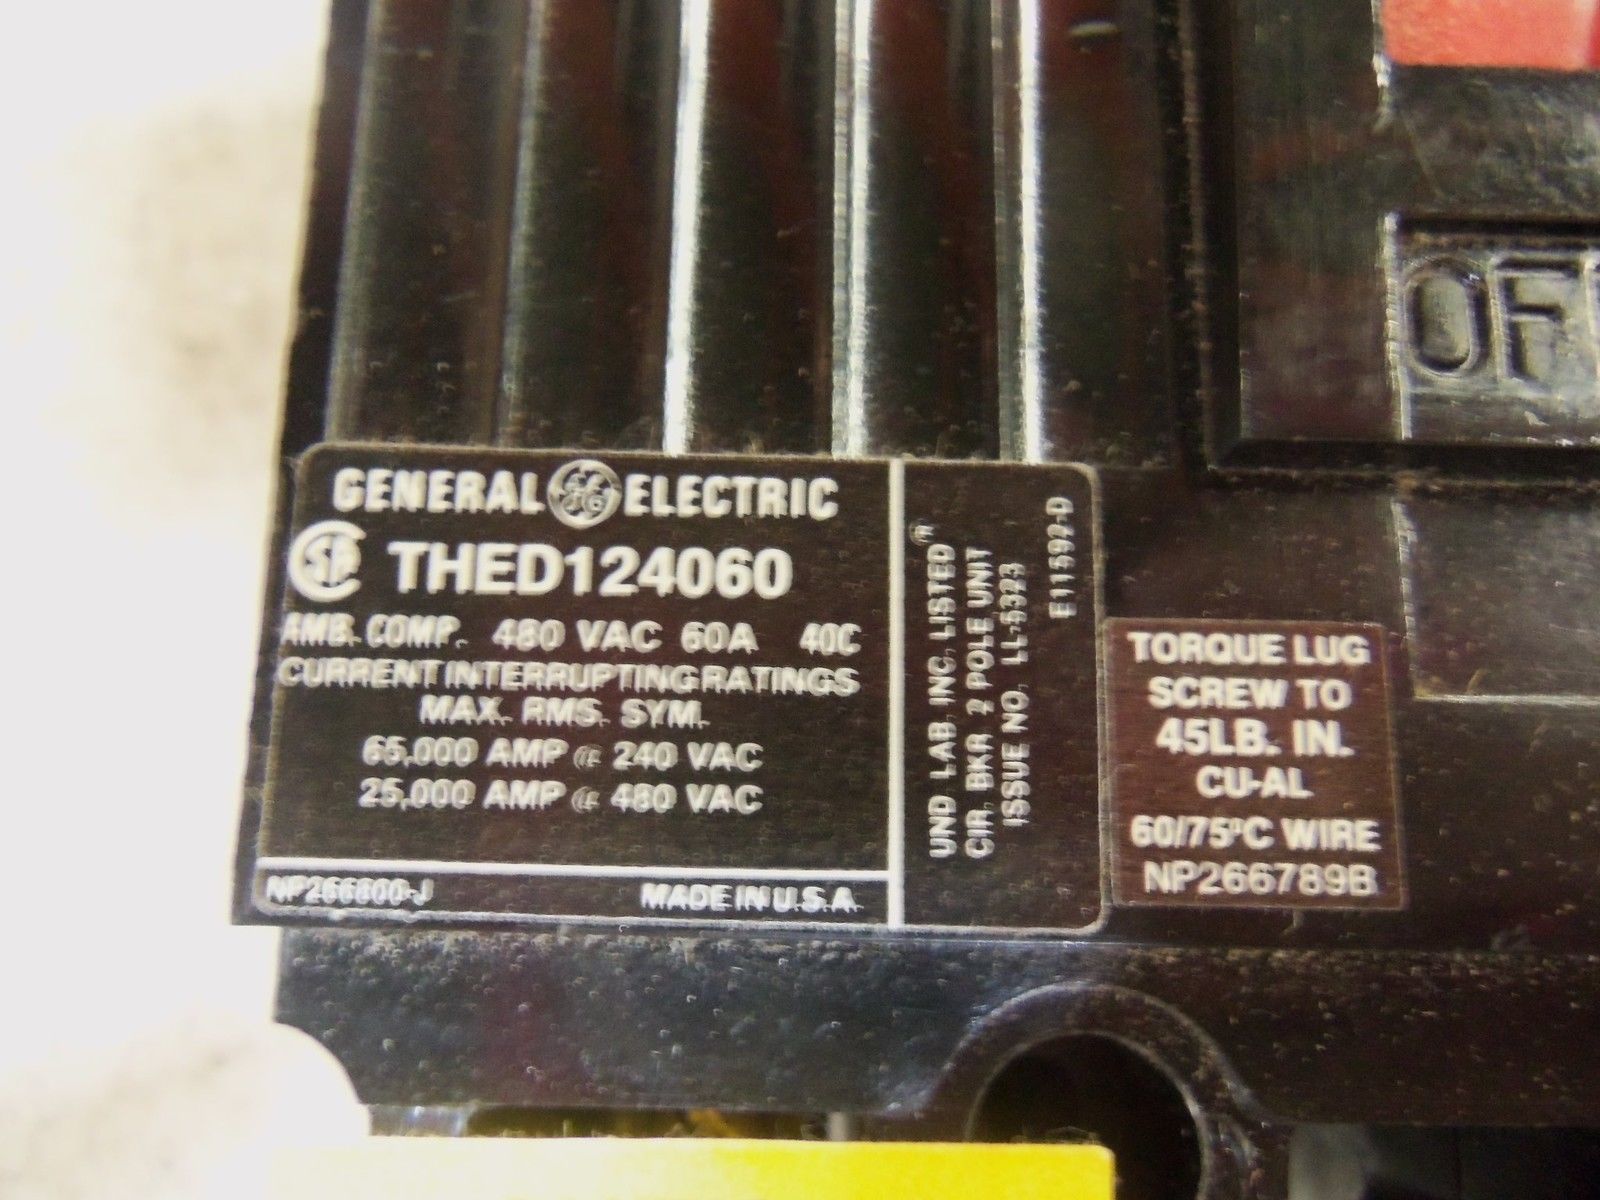 OFF
GENERAL GE ELECTRIC
SA THED124060
AMB. COMP. 480 VAC 60A 40C
CURRENT INTERRUPTING RATINGS
MAX. RMS. SYM.
65,000 AMP @ 240 VAC
25,000 AMP @ 480 VAC
NP266800-J MADE IN U.S.A.
UND. LAB. INC. LISTED®
CIR. BKR 2 POLE UNIT
ISSUE NO. LL-5323
E11592-D
TORQUE LUG
SCREW TO
45LB. IN.
CU-AL
60/75°C WIRE
NP266789B